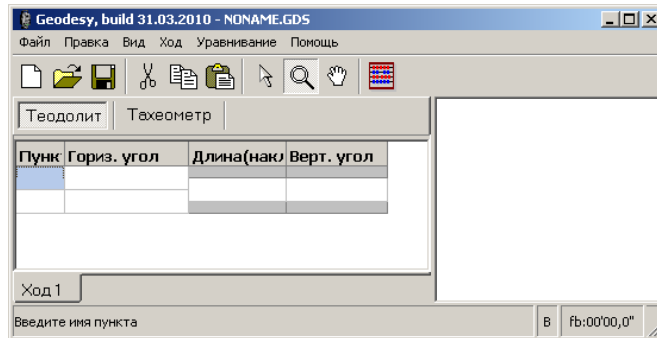 Geodesy, build 31.03.2010 - NONAME.GDS
Файл Правка Вид Ход Уравнивание Помощь
Теодолит Тахеометр
Пунк Гориз. угол Длина(накл Верт. угол
Ход 1
Введите имя пункта В fb:00'00,0"